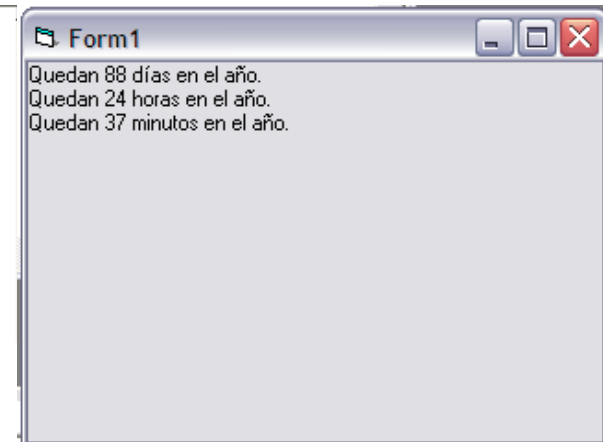 Form1
Quedan 88 días en el año.
Quedan 24 horas en el año.
Quedan 37 minutos en el año.